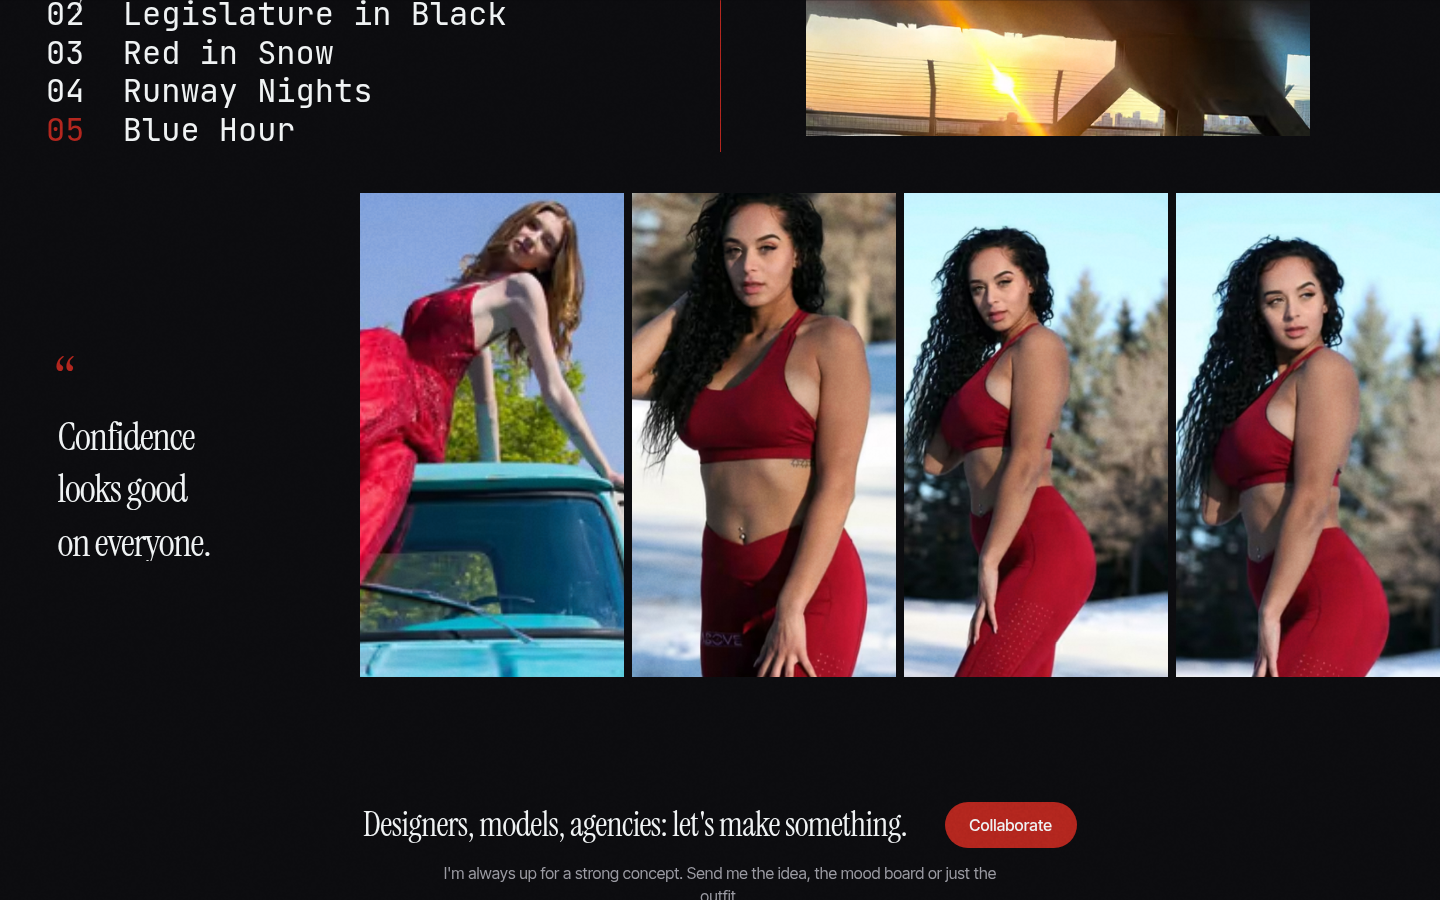 02 Legislature in Black
03 Red in Snow
04 Runway Nights
05 Blue Hour
“
Confidence
looks good
on everyone.
Designers, models, agencies: let's make something.
Collaborate
I'm always up for a strong concept. Send me the idea, the mood board or just the
outfit.